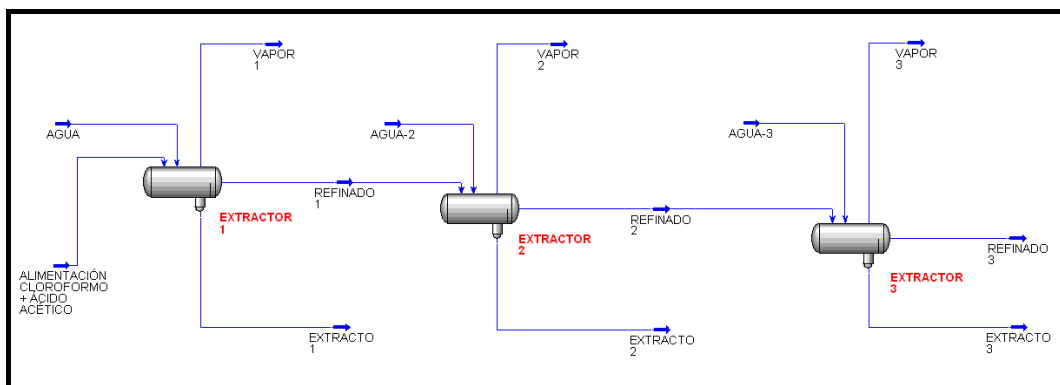 VAPOR
1
VAPOR
2
VAPOR
3
AGUA
AGUA-2
AGUA-3
REFINADO
1
EXTRACTOR
1
REFINADO
2
EXTRACTOR
2
REFINADO
3
EXTRACTOR
3
ALIMENTACIÓN
CLOROFORMO
+ ÁCIDO
ACÉTICO
EXTRACTO
1
EXTRACTO
2
EXTRACTO
3